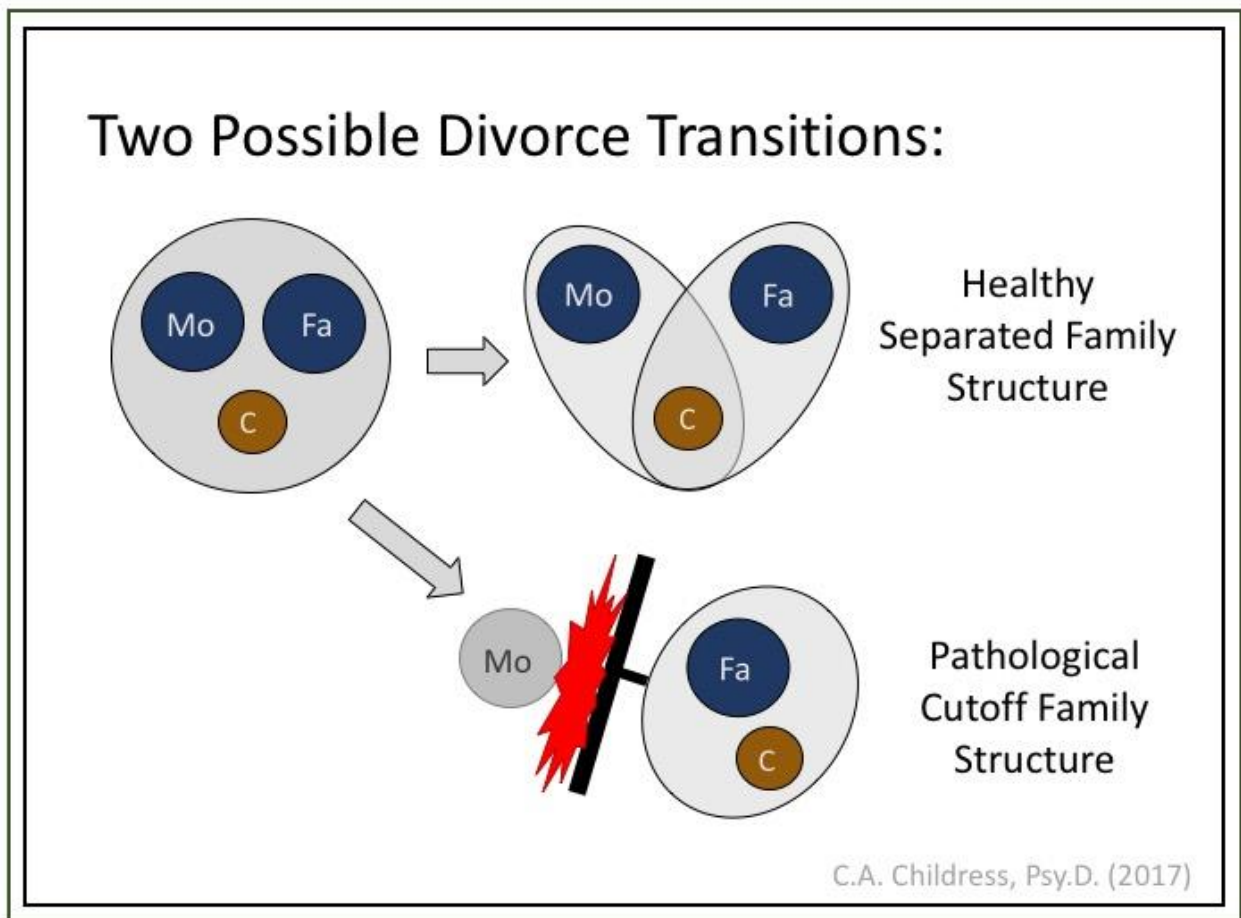 Two Possible Divorce Transitions:
Mo
Fa
C
Mo
Fa
C
Healthy
Separated Family
Structure
Mo
Fa
C
Pathological
Cutoff Family
Structure
C.A. Childress, Psy.D. (2017)